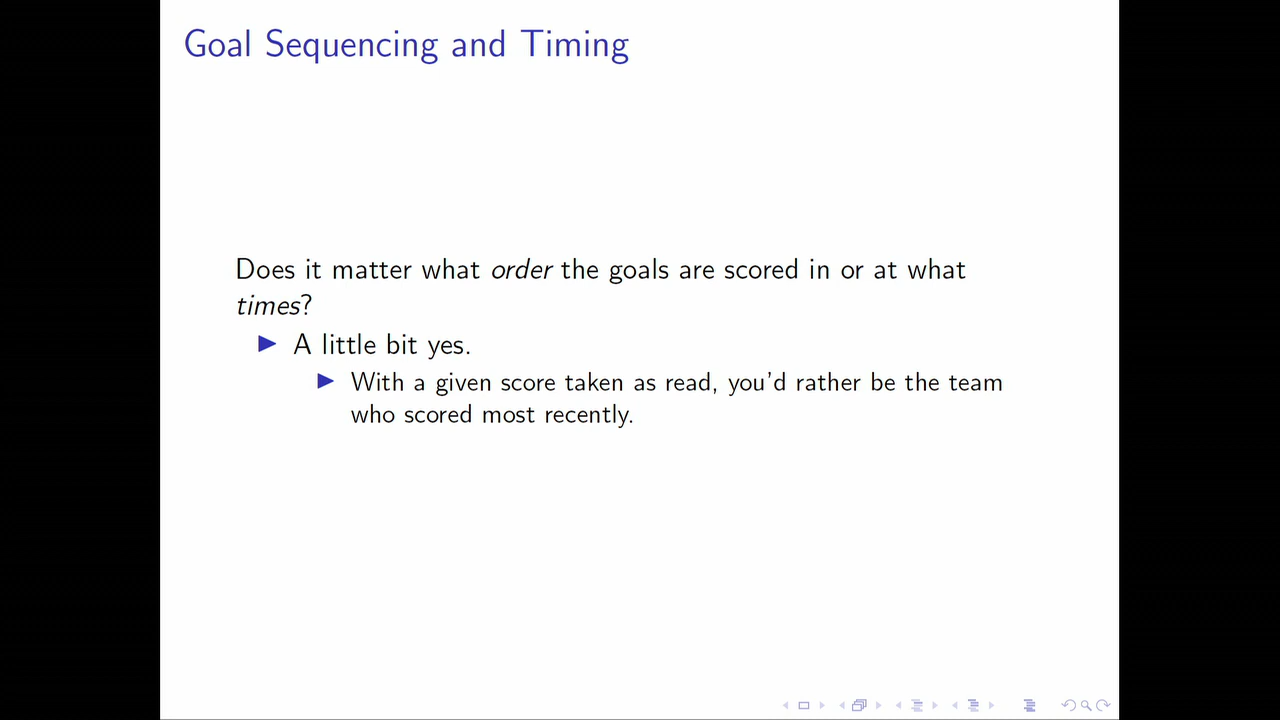 Goal Sequencing and Timing
Does it matter what order the goals are scored in or at what
times?
A little bit yes.
With a given score taken as read, you'd rather be the team
who scored most recently.